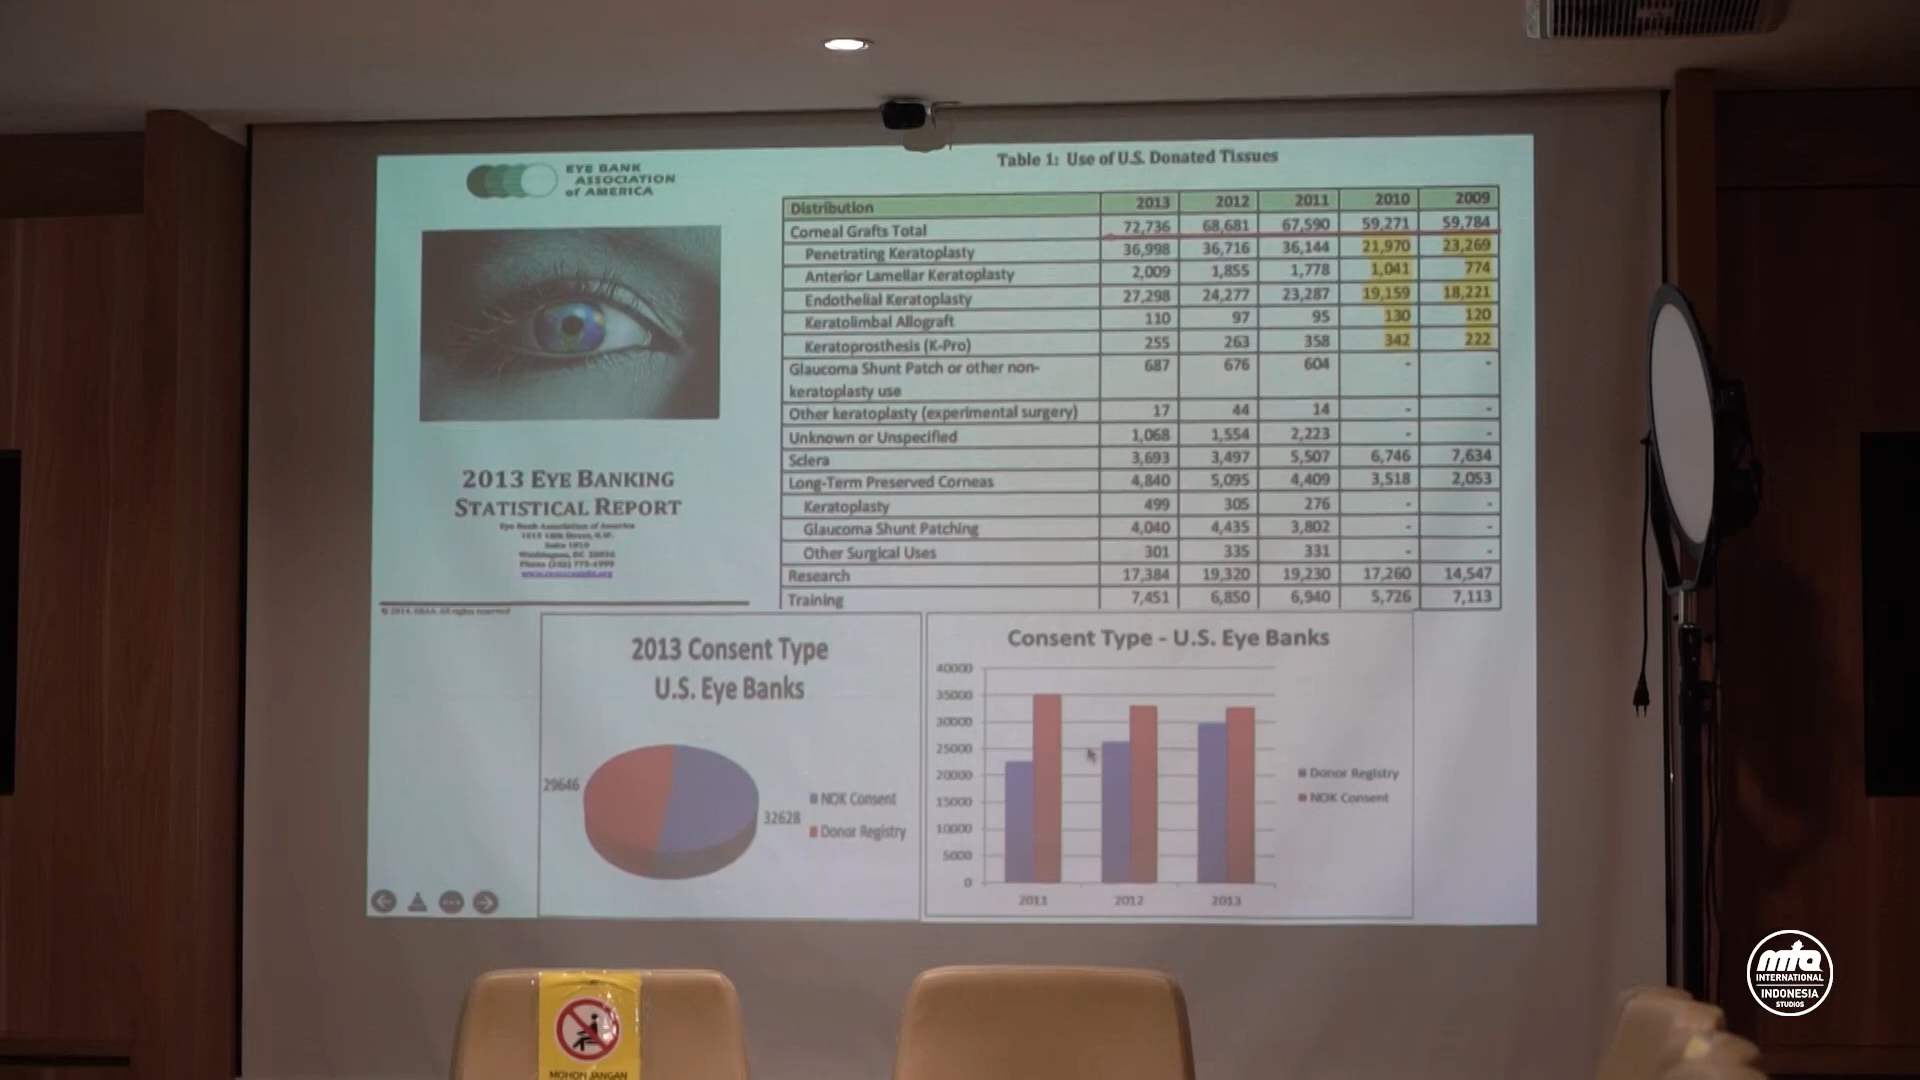 EYE BANK
ASSOCIATION
of AMERICA
2013 EYE BANKING
STATISTICAL REPORT
Eye Bank Association of America
Table 1: Use of U.S. Donated Tissues
Distribution 2013 2012 2011 2010 2009
Corneal Grafts Total 72,736 68,681 67,590 59,271 59,784
Penetrating Keratoplasty 36,998 36,716 36,144 21,970 23,269
Anterior Lamellar Keratoplasty 2,009 1,855 1,778 1,041 774
Endothelial Keratoplasty 27,298 24,277 23,287 19,159 18,221
Keratolimbal Allograft 110 97 95 130 120
Keratoprosthesis (K-Pro) 255 263 358 342 222
Glaucoma Shunt Patch or other non- 687 676 604 - -
keratoplasty use
Other keratoplasty (experimental surgery) 17 44 14 - -
Unknown or Unspecified 1,068 1,554 2,223 - -
Sclera 3,693 3,497 5,507 6,746 7,634
Long-Term Preserved Corneas 4,840 5,095 4,409 3,518 2,053
Keratoplasty 499 305 276 - -
Glaucoma Shunt Patching 4,040 4,435 3,802 - -
Other Surgical Uses 301 335 331 - -
Research 17,384 19,320 19,230 17,260 14,547
Training 7,451 6,850 6,940 5,726 7,113
2013 Consent Type
U.S. Eye Banks
29646
32628
NOK Consent
Donor Registry
Consent Type - U.S. Eye Banks
40000
35000
30000
25000
20000
15000
10000
5000
0
2011 2012 2013
Donor Registry
NOK Consent
MOHON JANGAN
mta
INTERNATIONAL
INDONESIA
STUDIOS